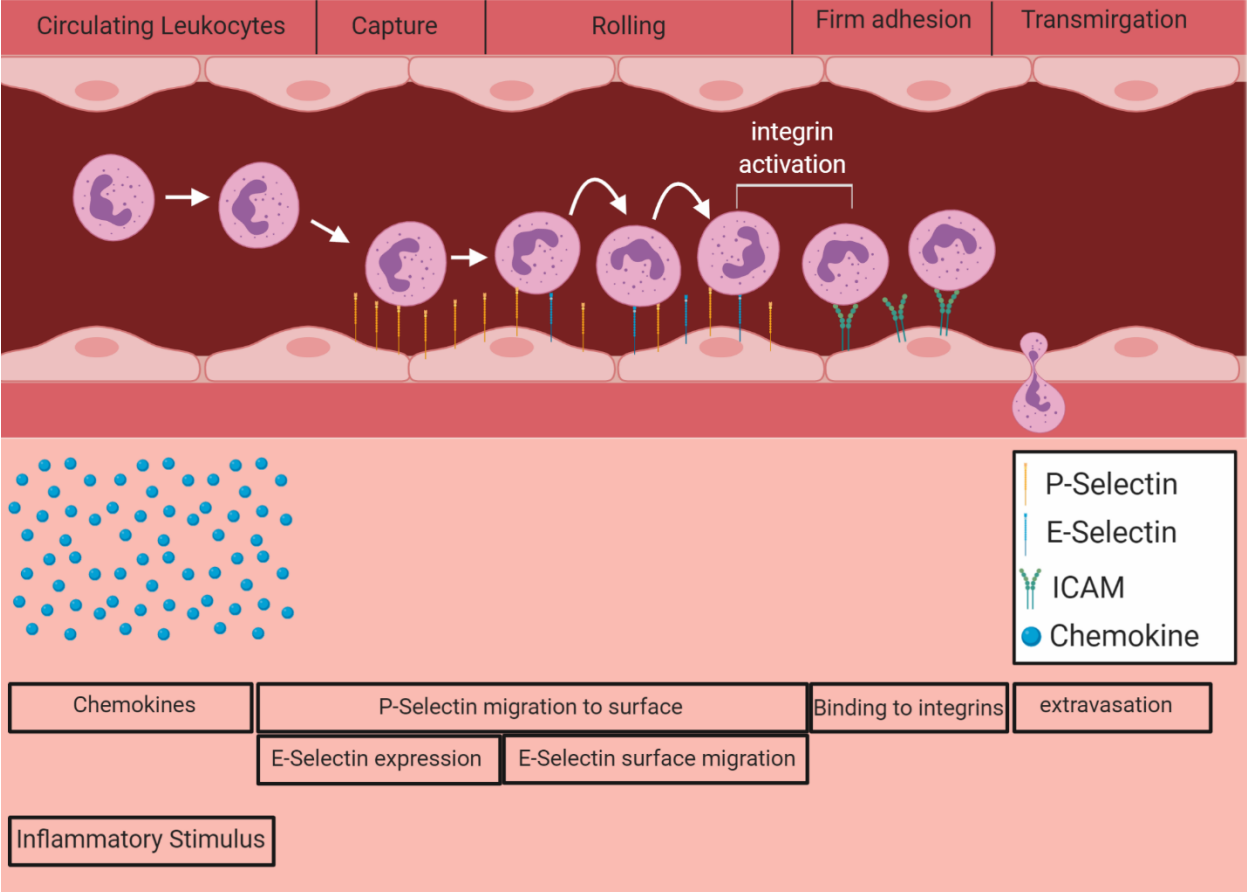 Circulating Leukocytes
Capture
Rolling
Firm adhesion
Transmirgation
integrin
activation
P-Selectin
E-Selectin
ICAM
Chemokine
Chemokines
P-Selectin migration to surface
Binding to integrins
extravasation
E-Selectin expression
E-Selectin surface migration
Inflammatory Stimulus